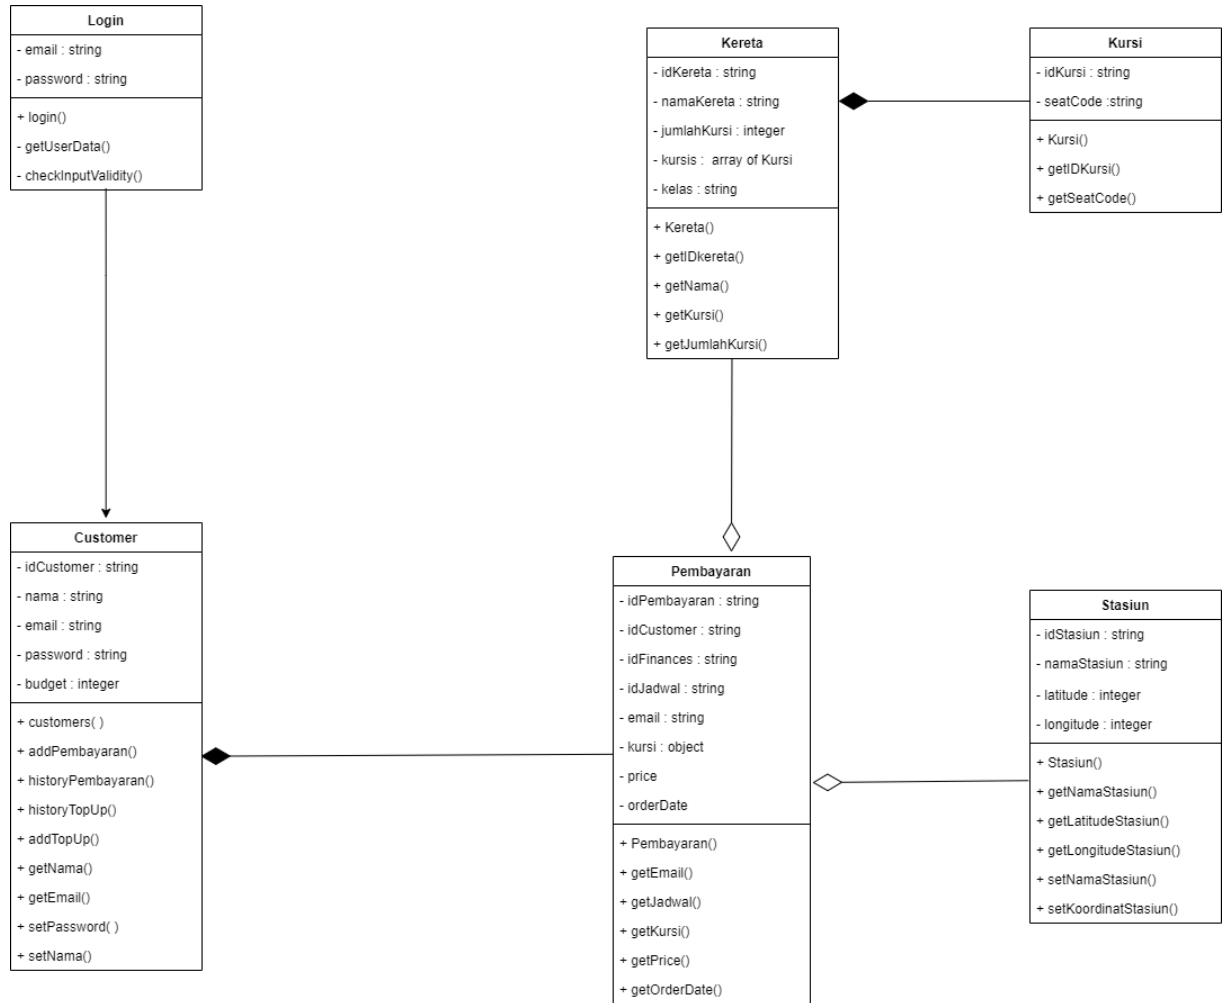 Login
- email : string
- password : string
+ login()
- getUserData()
- checkInputValidity()
Kereta
- idKereta : string
- namaKereta : string
- jumlahKursi : integer
- kursis :  array of Kursi
- kelas : string
+ Kereta()
+ getIDkereta()
+ getNama()
+ getKursi()
+ getJumlahKursi()
Kursi
- idKursi : string
- seatCode :string
+ Kursi()
+ getIDKursi()
+ getSeatCode()
Customer
- idCustomer : string
- nama : string
- email : string
- password : string
- budget : integer
+ customers( )
+ addPembayaran()
+ historyPembayaran()
+ historyTopUp()
+ addTopUp()
+ getNama()
+ getEmail()
+ setPassword( )
+ setNama()
Pembayaran
- idPembayaran : string
- idCustomer : string
- idFinances : string
- idJadwal : string
- email : string
- kursi : object
- price
- orderDate
+ Pembayaran()
+ getEmail()
+ getJadwal()
+ getKursi()
+ getPrice()
+ getOrderDate()
Stasiun
- idStasiun : string
- namaStasiun : string
- latitude : integer
- longitude : integer
+ Stasiun()
+ getNamaStasiun()
+ getLatitudeStasiun()
+ getLongitudeStasiun()
+ setNamaStasiun()
+ setKoordinatStasiun()